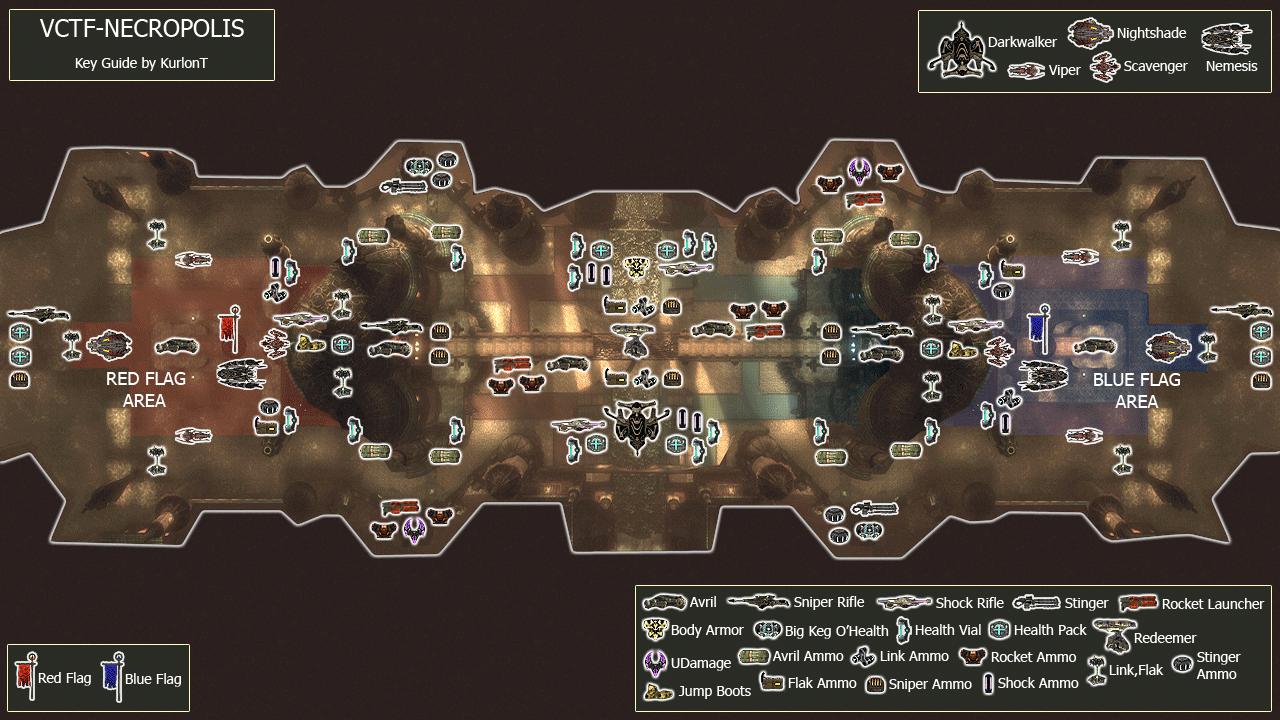 VCTF-NECROPOLIS
Key Guide by KurlonT
Darkwalker
Nightshade
Viper
Scavenger
Nemesis
RED FLAG
AREA
BLUE FLAG
AREA
Avril
Sniper Rifle
Shock Rifle
Stinger
Rocket Launcher
Body Armor
Big Keg O'Health
Health Vial
Health Pack
Redeemer
UDamage
Avril Ammo
Link Ammo
Rocket Ammo
Link,Flak
Stinger
Ammo
Jump Boots
Flak Ammo
Sniper Ammo
Shock Ammo
Red Flag
Blue Flag